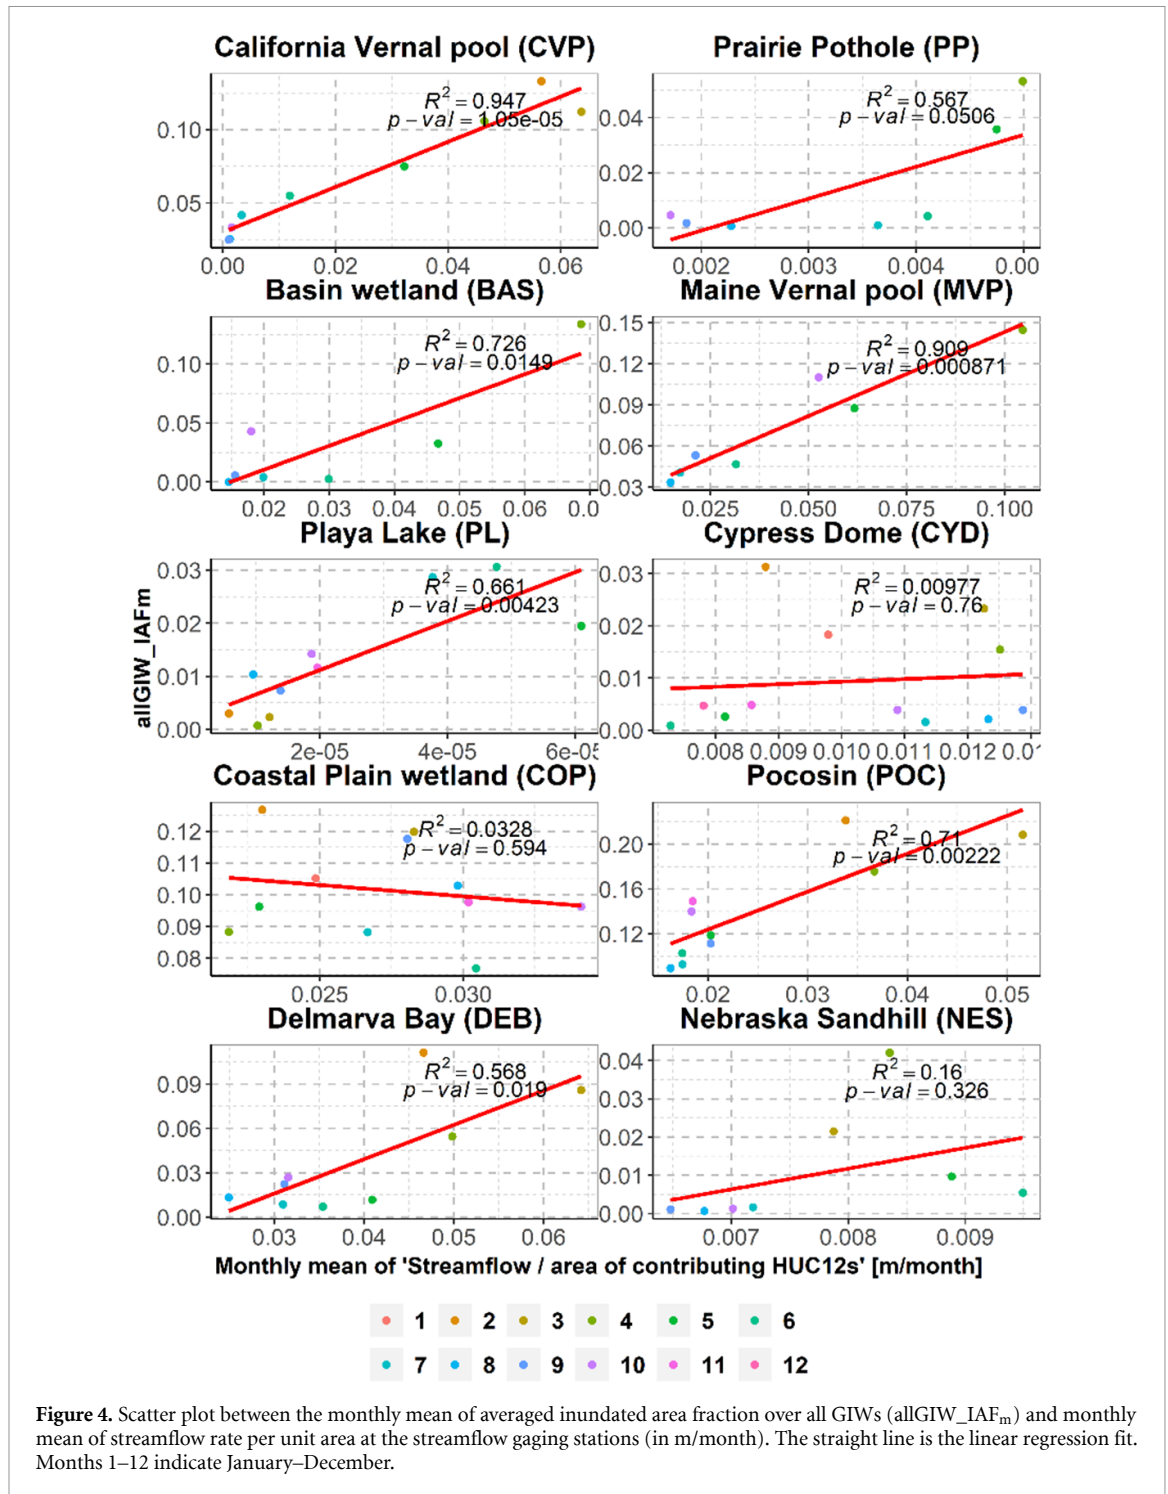 California Vernal pool (CVP)
Prairie Pothole (PP)
R² = 0.947
p − val = 1.05e-05
0.10
0.05
0.00 0.02 0.04 0.06
R² = 0.567
p − val = 0.0506
0.04
0.02
0.00
0.002 0.003 0.004 0.00
Basin wetland (BAS)
Maine Vernal pool (MVP)
R² = 0.726
p − val = 0.0149
0.10
0.05
0.00
0.02 0.03 0.04 0.05 0.06 0.0
R² = 0.909
p − val = 0.000871
0.15
0.12
0.09
0.06
0.03
0.025 0.050 0.075 0.100
Playa Lake (PL)
Cypress Dome (CYD)
R² = 0.661
p − val = 0.00423
0.03
0.02
0.01
0.00
2e-05 4e-05 6e-05
R² = 0.00977
p − val = 0.76
0.03
0.02
0.01
0.00
0.008 0.009 0.010 0.011 0.012 0.01
allGIW_IAFm
Coastal Plain wetland (COP)
Pocosin (POC)
R² = 0.0328
p − val = 0.594
0.12
0.11
0.10
0.09
0.08
0.025 0.030
R² = 0.71
p − val = 0.00222
0.20
0.16
0.12
0.02 0.03 0.04 0.05
Delmarva Bay (DEB)
Nebraska Sandhill (NES)
R² = 0.568
p − val = 0.019
0.09
0.06
0.03
0.00
0.03 0.04 0.05 0.06
R² = 0.16
p − val = 0.326
0.04
0.03
0.02
0.01
0.00
0.007 0.008 0.009
Monthly mean of 'Streamflow / area of contributing HUC12s' [m/month]
1 2 3 4 5 6
7 8 9 10 11 12
Figure 4. Scatter plot between the monthly mean of averaged inundated area fraction over all GIWs (allGIW_IAFₘ) and monthly
mean of streamflow rate per unit area at the streamflow gaging stations (in m/month). The straight line is the linear regression fit.
Months 1–12 indicate January–December.